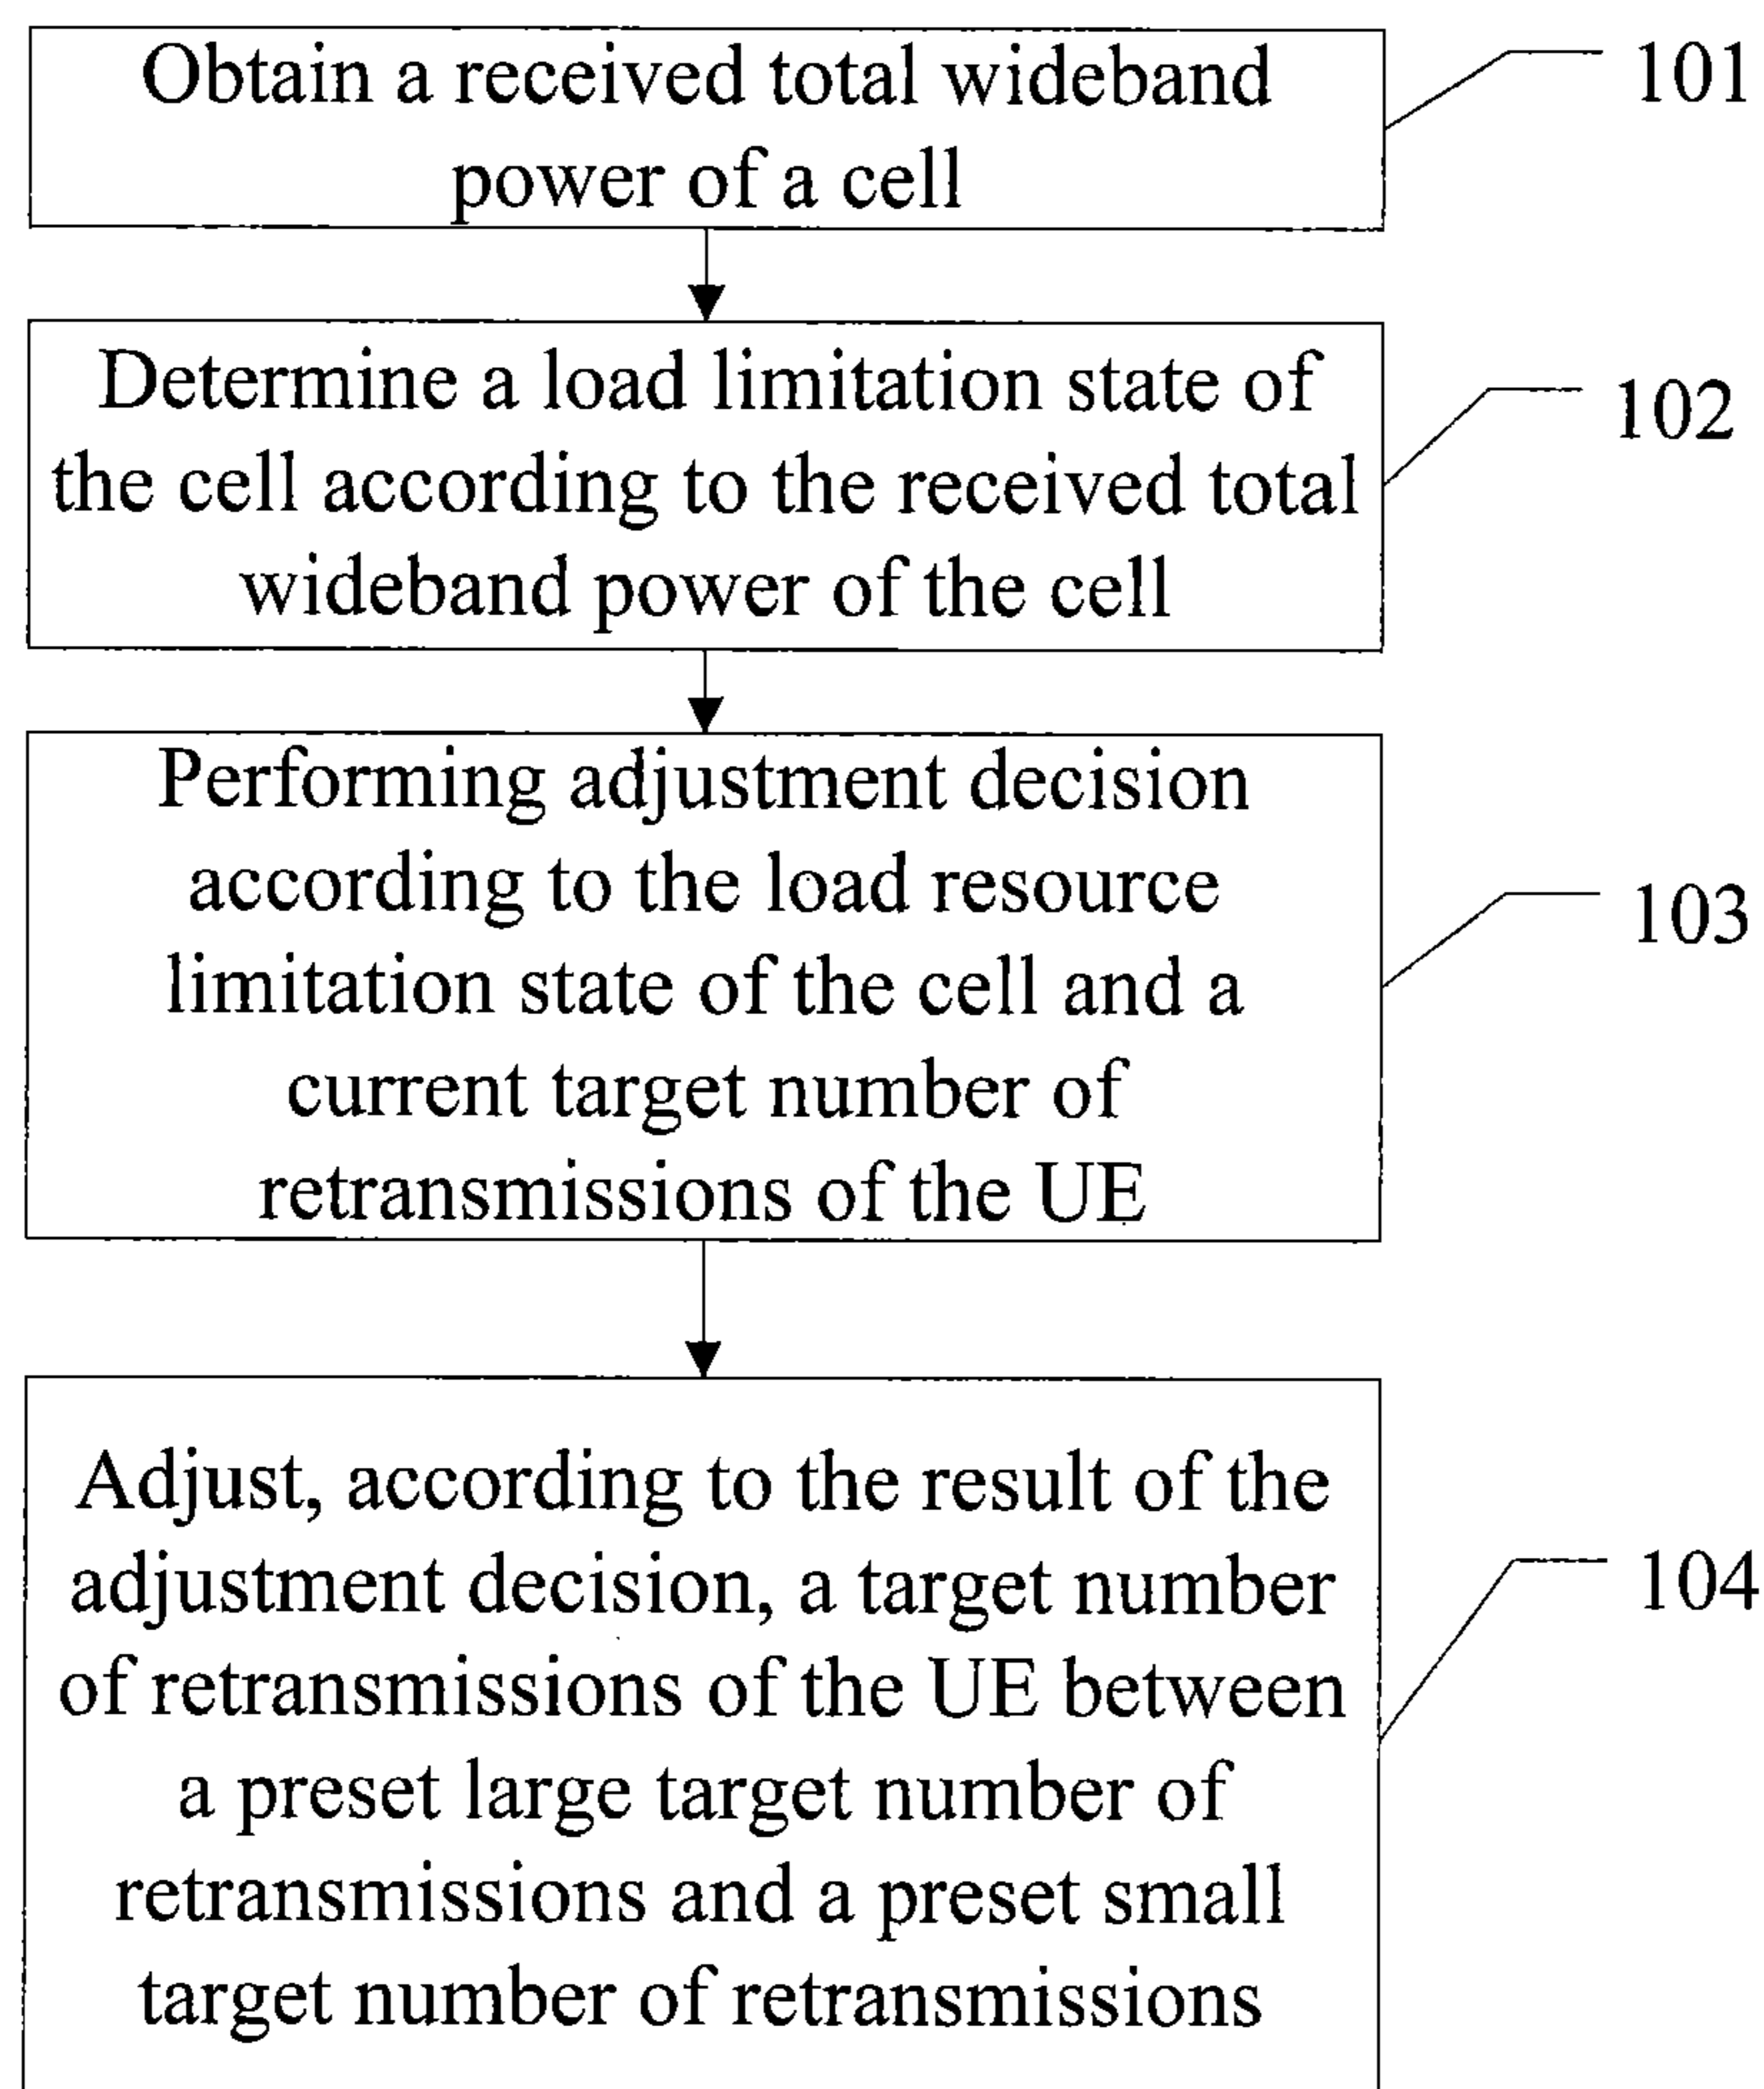 Obtain a received total wideband
power of a cell
101
Determine a load limitation state of
the cell according to the received total
wideband power of the cell
102
Performing adjustment decision
according to the load resource
limitation state of the cell and a
current target number of
retransmissions of the UE
103
Adjust, according to the result of the
adjustment decision, a target number
of retransmissions of the UE between
a preset large target number of
retransmissions and a preset small
target number of retransmissions
104